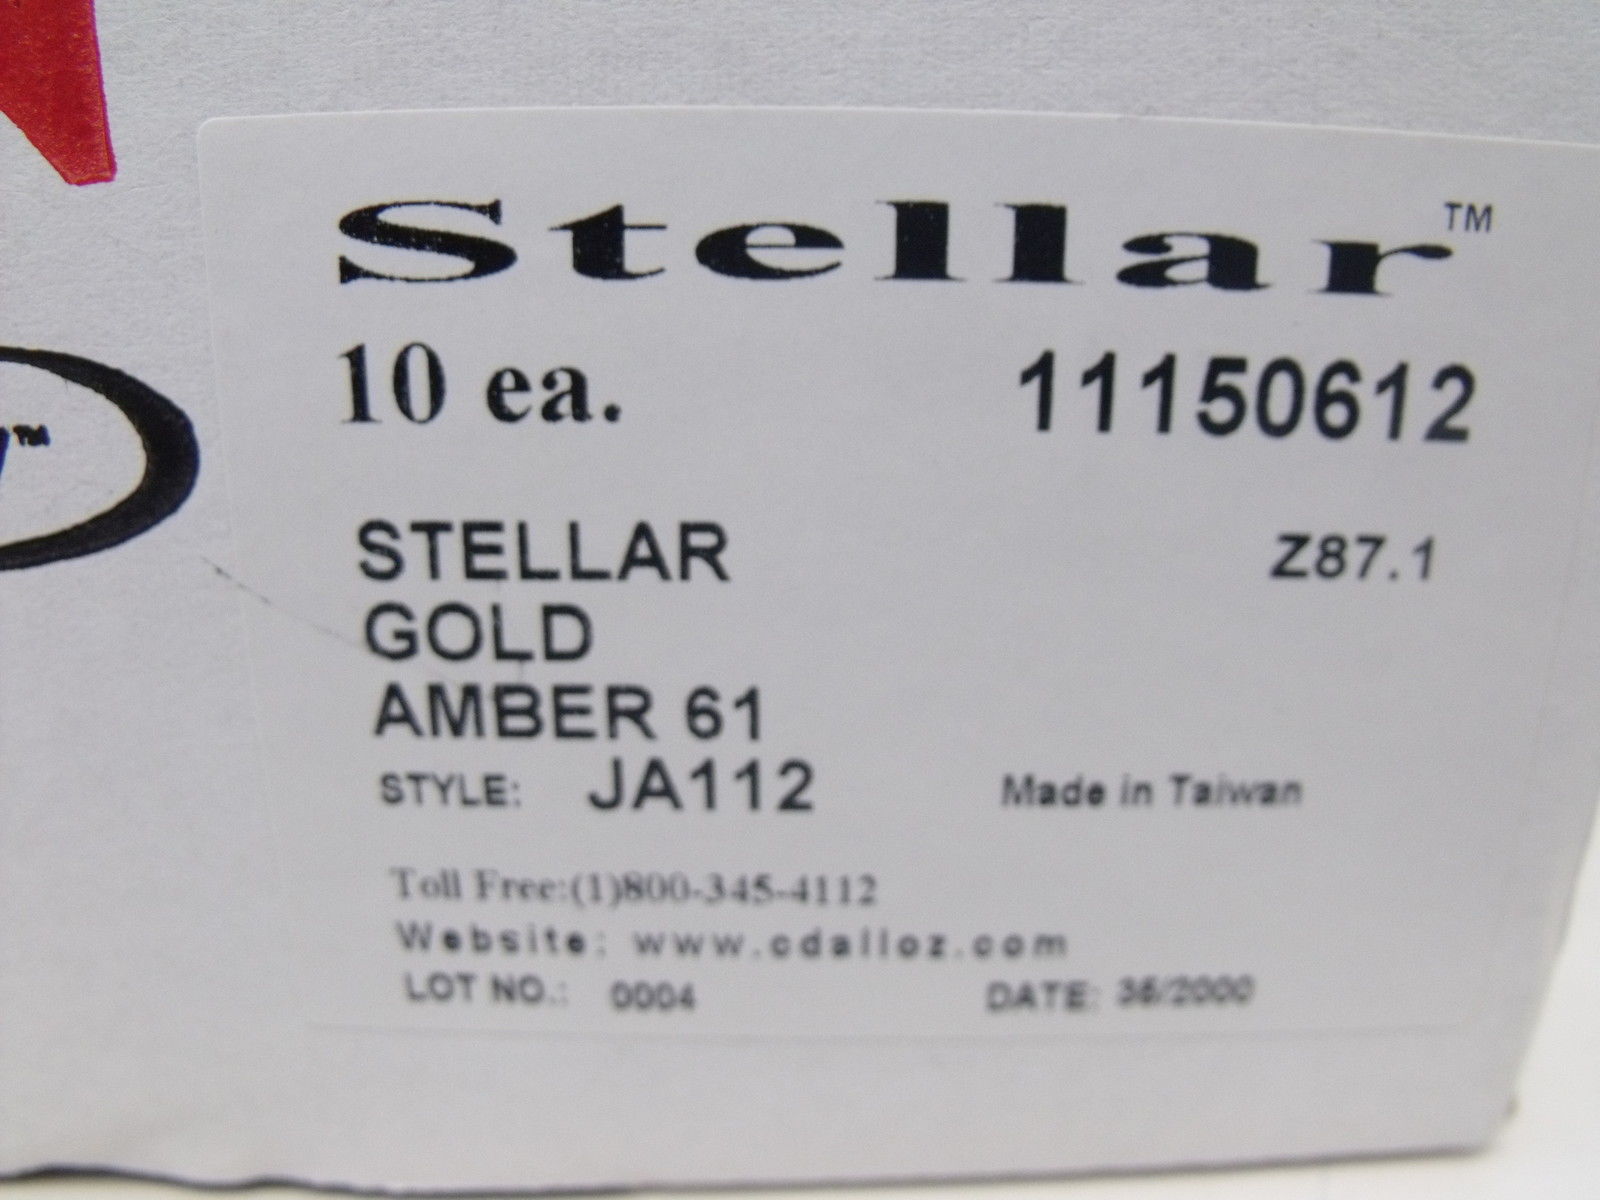 Stellar™
10 ea. 11150612
STELLAR Z87.1
GOLD
AMBER 61
STYLE: JA112 Made in Taiwan
Toll Free:(1)800-345-4112
Website: www.cdalloz.com
LOT NO.: 0004 DATE: 36/2000
™